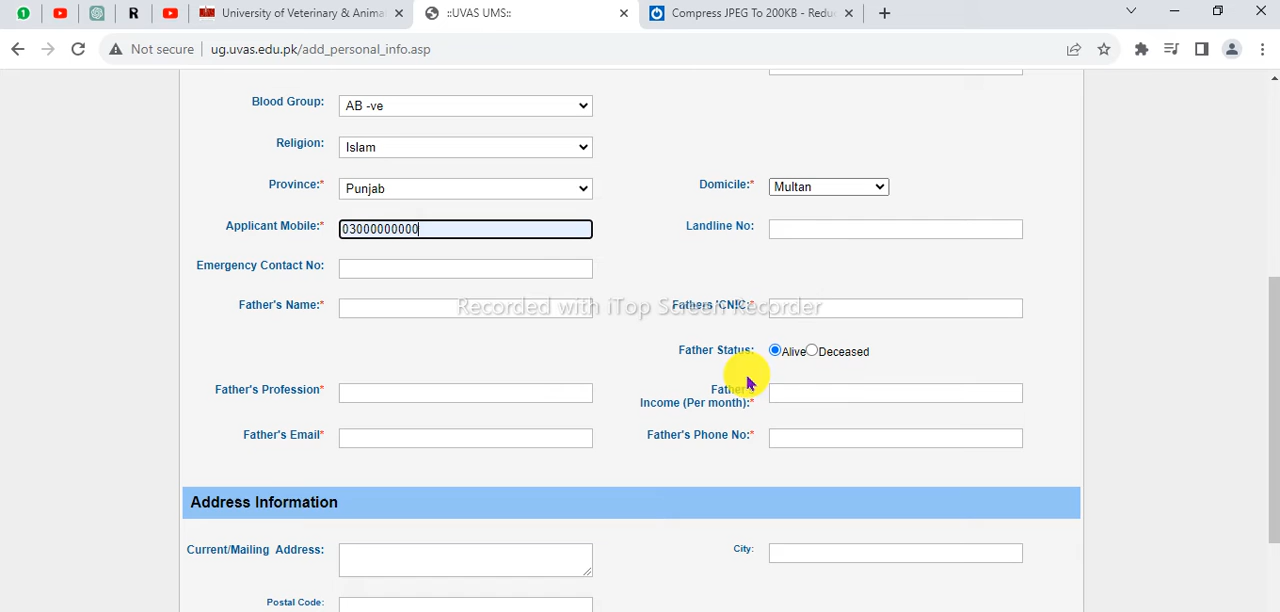 University of Veterinary & Anima
::UVAS UMS::
Compress JPEG To 200KB - Redu
Not secure
ug.uvas.edu.pk/add_personal_info.asp
Blood Group:
AB -ve
Religion:
Islam
Province:*
Punjab
Domicile:*
Multan
Applicant Mobile:*
03000000000
Landline No:
Emergency Contact No:
Father's Name:*
Recorded with iTop Screen Recorder
Fathers 'CNIC:*
Father Status:
Alive
Deceased
Father's Profession*
Father's
Income (Per month):*
Father's Email*
Father's Phone No:*
Address Information
Current/Mailing Address:
City:
Postal Code: